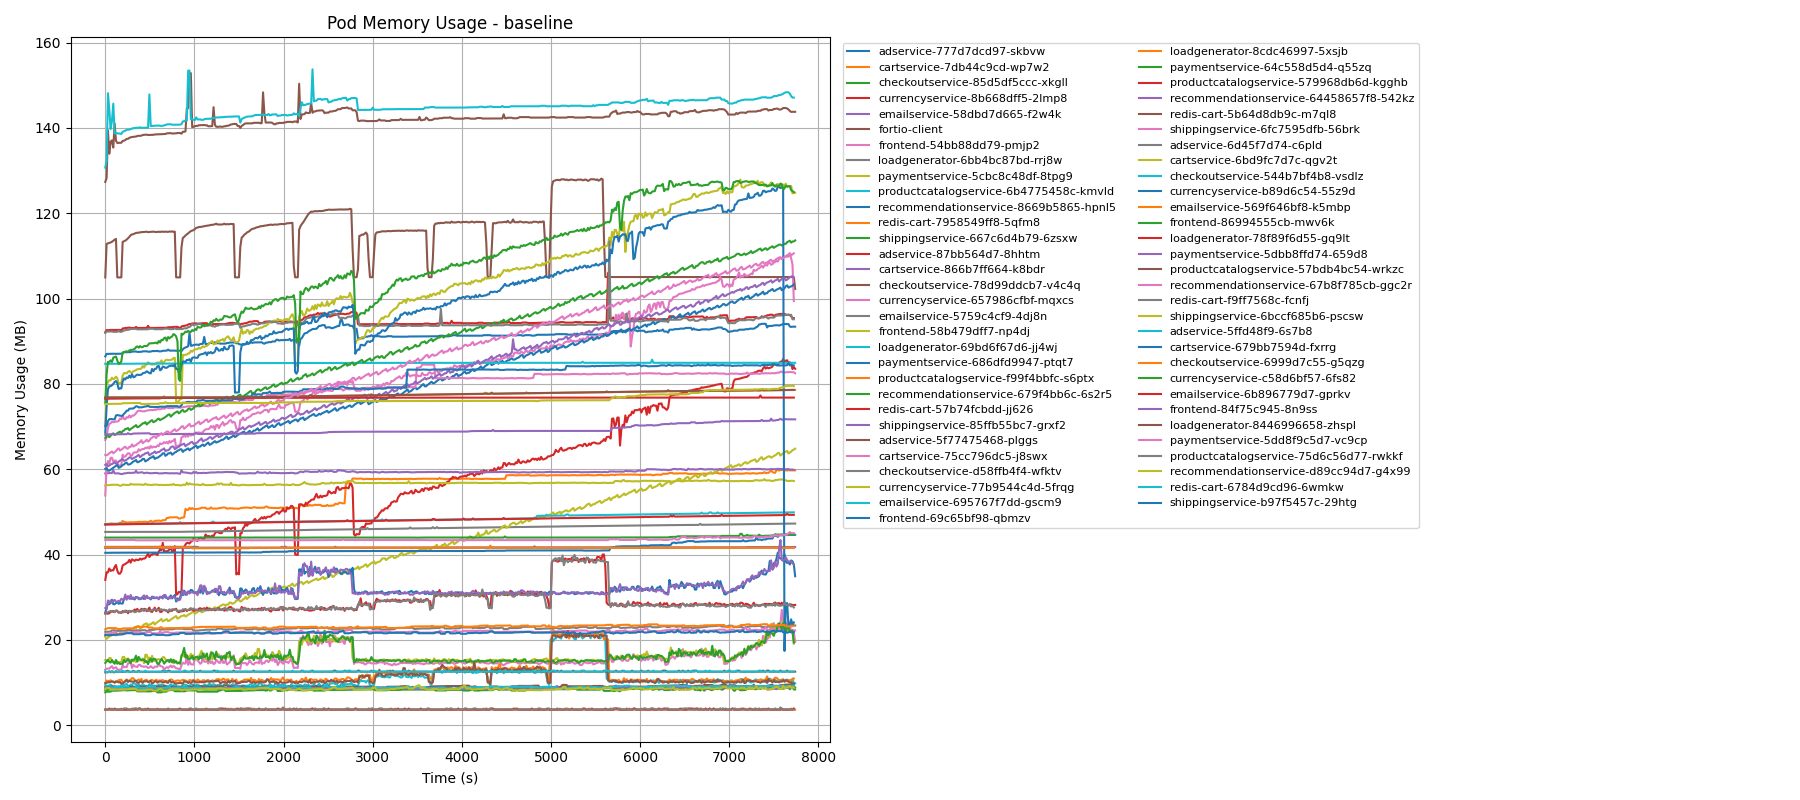 Pod Memory Usage - baseline
Memory Usage (MB)
160
140
120
100
80
60
40
20
0
0 1000 2000 3000 4000 5000 6000 7000 8000
Time (s)
adservice-777d7dcd97-skbvw
cartservice-7db44c9cd-wp7w2
checkoutservice-85d5df5ccc-xkgll
currencyservice-8b668dff5-2lmp8
emailservice-58dbd7d665-f2w4k
fortio-client
frontend-54bb88dd79-pmjp2
loadgenerator-6bb4bc87bd-rrj8w
paymentservice-5cbc8c48df-8tpg9
productcatalogservice-6b4775458c-kmvld
recommendationservice-8669b5865-hpnl5
redis-cart-7958549ff8-5qfm8
shippingservice-667c6d4b79-6zsxw
adservice-87bb564d7-8hhtm
cartservice-866b7ff664-k8bdr
checkoutservice-78d99ddcb7-v4c4q
currencyservice-657986cfbf-mqxcs
emailservice-5759c4cf9-4dj8n
frontend-58b479dff7-np4dj
loadgenerator-69bd6f67d6-jj4wj
paymentservice-686dfd9947-ptqt7
productcatalogservice-f99f4bbfc-s6ptx
recommendationservice-679f4bb6c-6s2r5
redis-cart-57b74fcbdd-jj626
shippingservice-85ffb55bc7-grxf2
adservice-5f77475468-plggs
cartservice-75cc796dc5-j8swx
checkoutservice-d58ffb4f4-wfktv
currencyservice-77b9544c4d-5frqg
emailservice-695767f7dd-gscm9
frontend-69c65bf98-qbmzv
loadgenerator-8cdc46997-5xsjb
paymentservice-64c558d5d4-q55zq
productcatalogservice-579968db6d-kgghb
recommendationservice-64458657f8-542kz
redis-cart-5b64d8db9c-m7ql8
shippingservice-6fc7595dfb-56brk
adservice-6d45f7d74-c6pld
cartservice-6bd9fc7d7c-qgv2t
checkoutservice-544b7bf4b8-vsdlz
currencyservice-b89d6c54-55z9d
emailservice-569f646bf8-k5mbp
frontend-86994555cb-mwv6k
loadgenerator-78f89f6d55-gq9lt
paymentservice-5dbb8ffd74-659d8
productcatalogservice-57bdb4bc54-wrkzc
recommendationservice-67b8f785cb-ggc2r
redis-cart-f9ff7568c-fcnfj
shippingservice-6bccf685b6-pscsw
adservice-5ffd48f9-6s7b8
cartservice-679bb7594d-fxrrg
checkoutservice-6999d7c55-g5qzg
currencyservice-c58d6bf57-6fs82
emailservice-6b896779d7-gprkv
frontend-84f75c945-8n9ss
loadgenerator-8446996658-zhspl
paymentservice-5dd8f9c5d7-vc9cp
productcatalogservice-75d6c56d77-rwkkf
recommendationservice-d89cc94d7-g4x99
redis-cart-6784d9cd96-6wmkw
shippingservice-b97f5457c-29htg